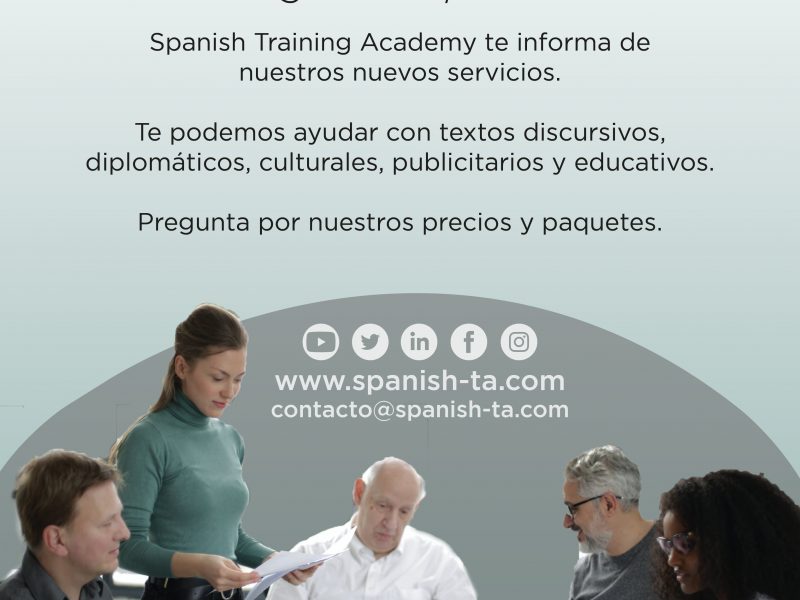 Spanish Training Academy te informa de
nuestros nuevos servicios.
Te podemos ayudar con textos discursivos,
diplomáticos, culturales, publicitarios y educativos.
Pregunta por nuestros precios y paquetes.
www.spanish-ta.com
contacto@spanish-ta.com